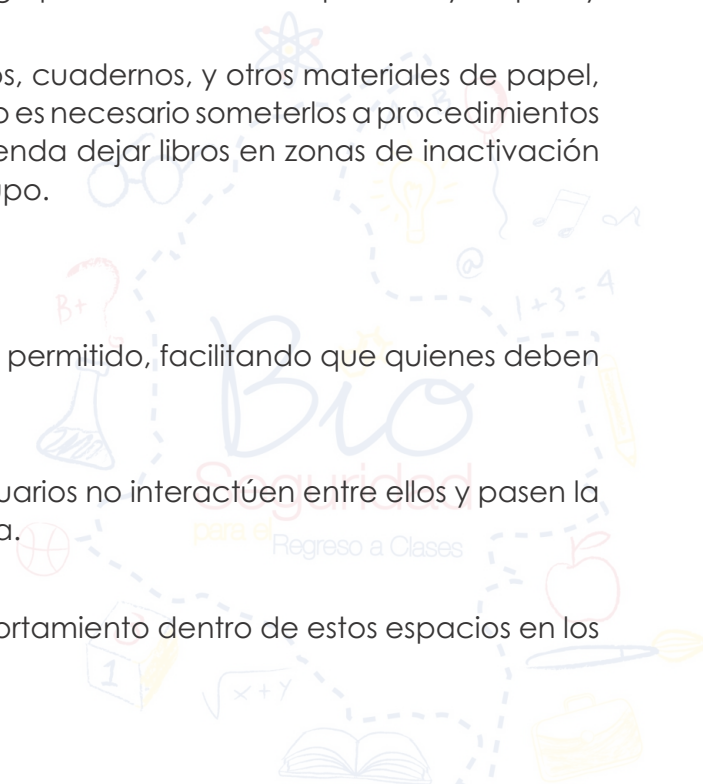 os, cuadernos, y otros materiales de papel,
o es necesario someterlos a procedimientos
enda dejar libros en zonas de inactivación
upo.
B+
@
1+3=4
permitido, facilitando que quienes deben
Bio
uarios no interactúen entre ellos y pasen la
Seguridad
a.
para el
Regreso a Clases
ortamiento dentro de estos espacios en los
1
√x+y